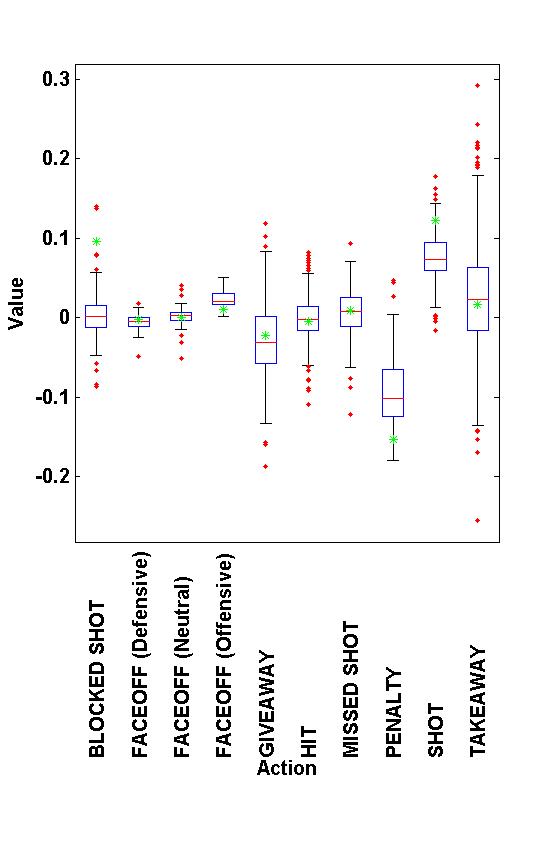 0.3
0.2
0.1
0
-0.1
-0.2
Value
BLOCKED SHOT
FACEOFF (Defensive)
FACEOFF (Neutral)
FACEOFF (Offensive)
GIVEAWAY
HIT
MISSED SHOT
PENALTY
SHOT
TAKEAWAY
Action